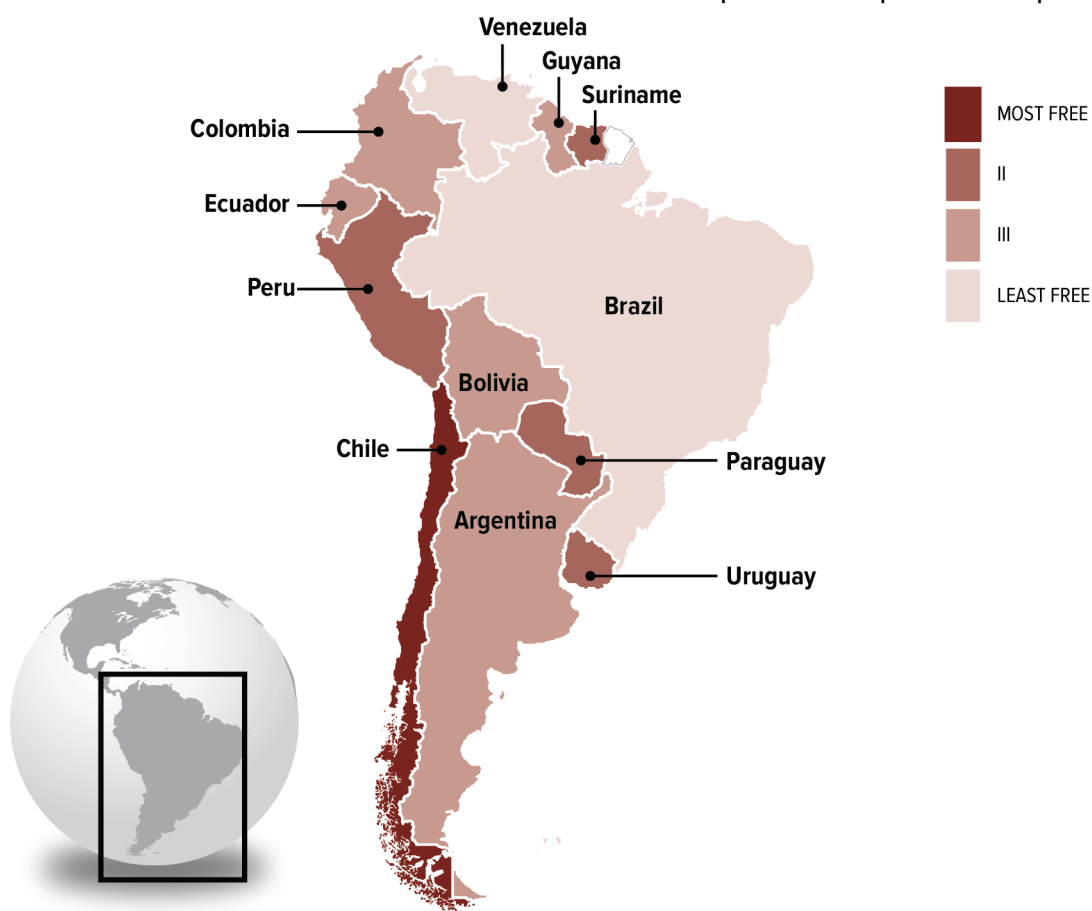 Venezuela
Guyana
Suriname
Colombia
Ecuador
Peru
Brazil
Bolivia
Chile
Paraguay
Argentina
Uruguay
MOST FREE
II
III
LEAST FREE